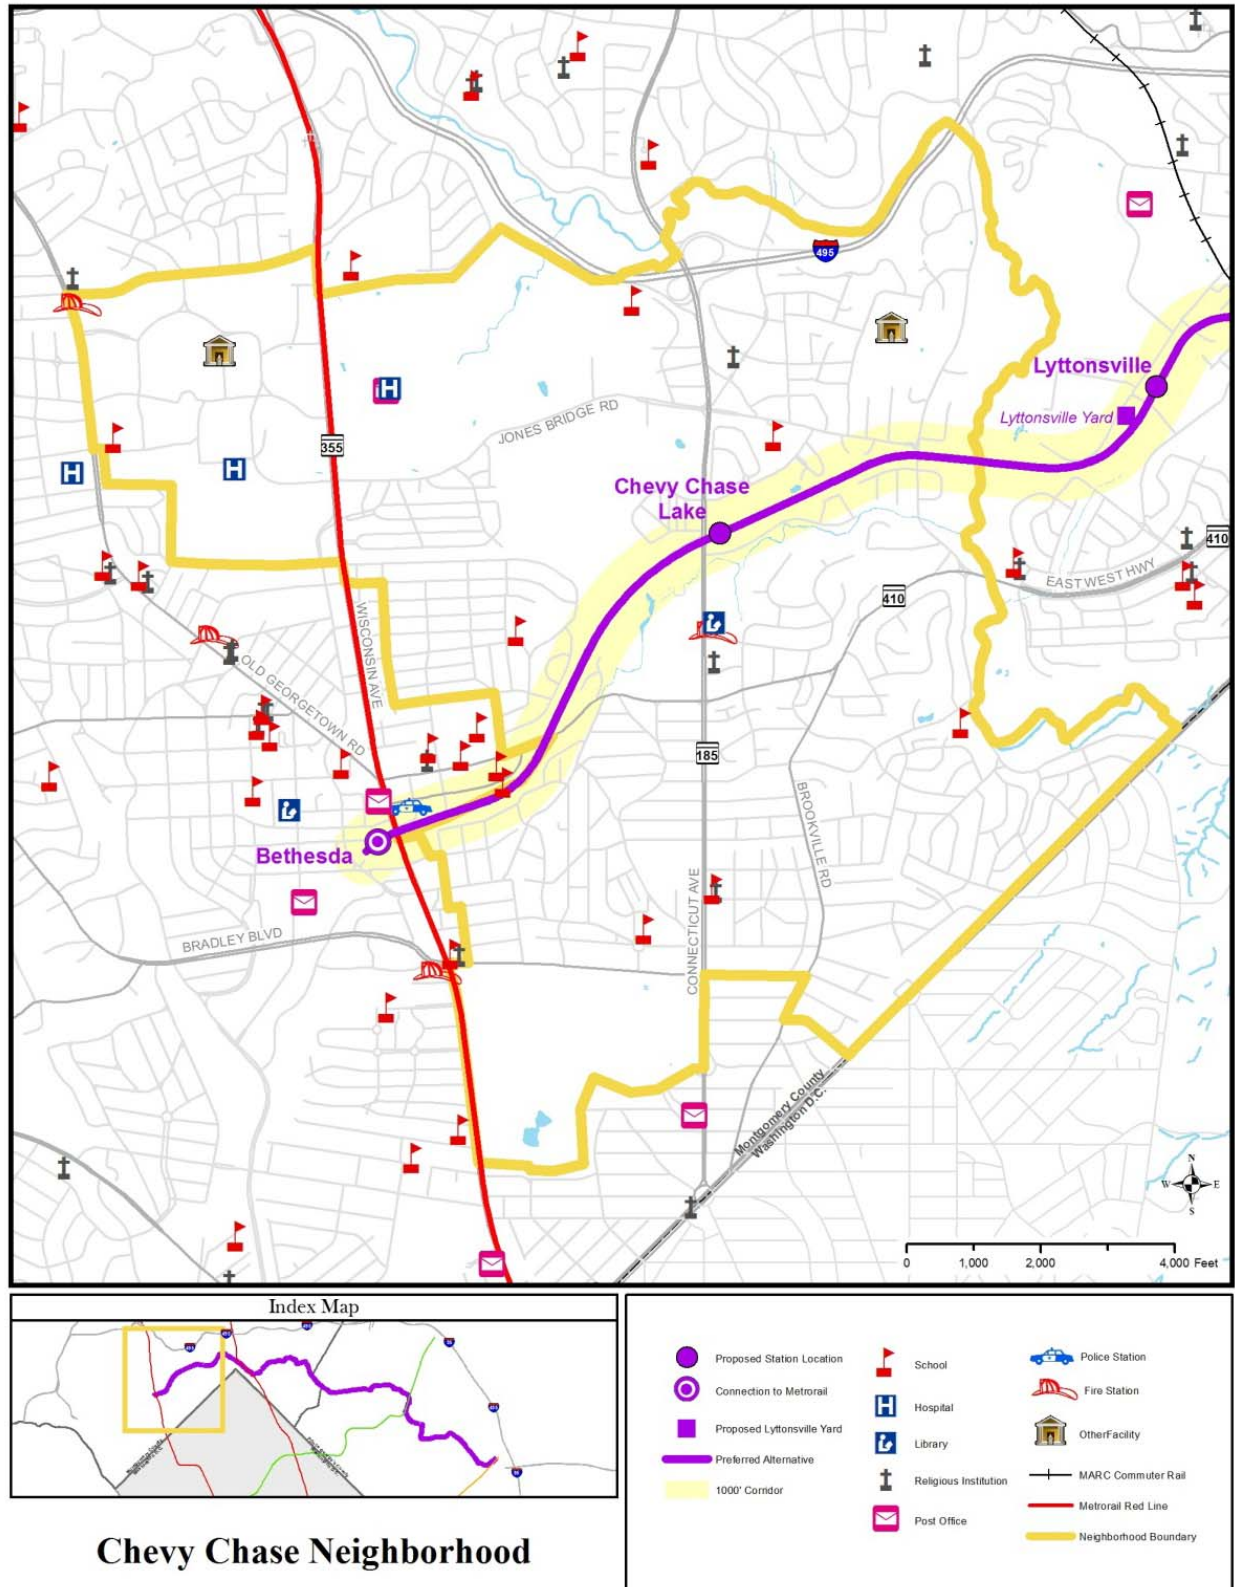 495
Lyttonsville
Lyttonsville Yard
JONES BRIDGE RD
355
Chevy Chase
Lake
410
EAST WEST HWY
410
WISCONSIN AVE
OLD GEORGETOWN RD
185
BROOKVILLE RD
Bethesda
CONNECTICUT AVE
BRADLEY BLVD
Montgomery County
Washington D.C.
N
W
E
S
0
1,000
2,000
4,000 Feet
Index Map
Proposed Station Location
Connection to Metrorail
Proposed Lyttonsville Yard
Preferred Alternative
1000' Corridor
School
Hospital
Library
Religious Institution
Post Office
Police Station
Fire Station
OtherFacility
MARC Commuter Rail
Metrorail Red Line
Neighborhood Boundary
Chevy Chase Neighborhood